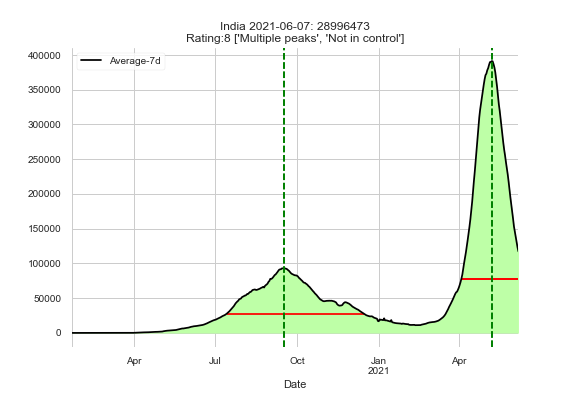 India 2021-06-07: 28996473
Rating:8 ['Multiple peaks', 'Not in control']
Average-7d
400000
350000
300000
250000
200000
150000
100000
50000
0
Apr Jul Oct Jan Apr
2021
Date